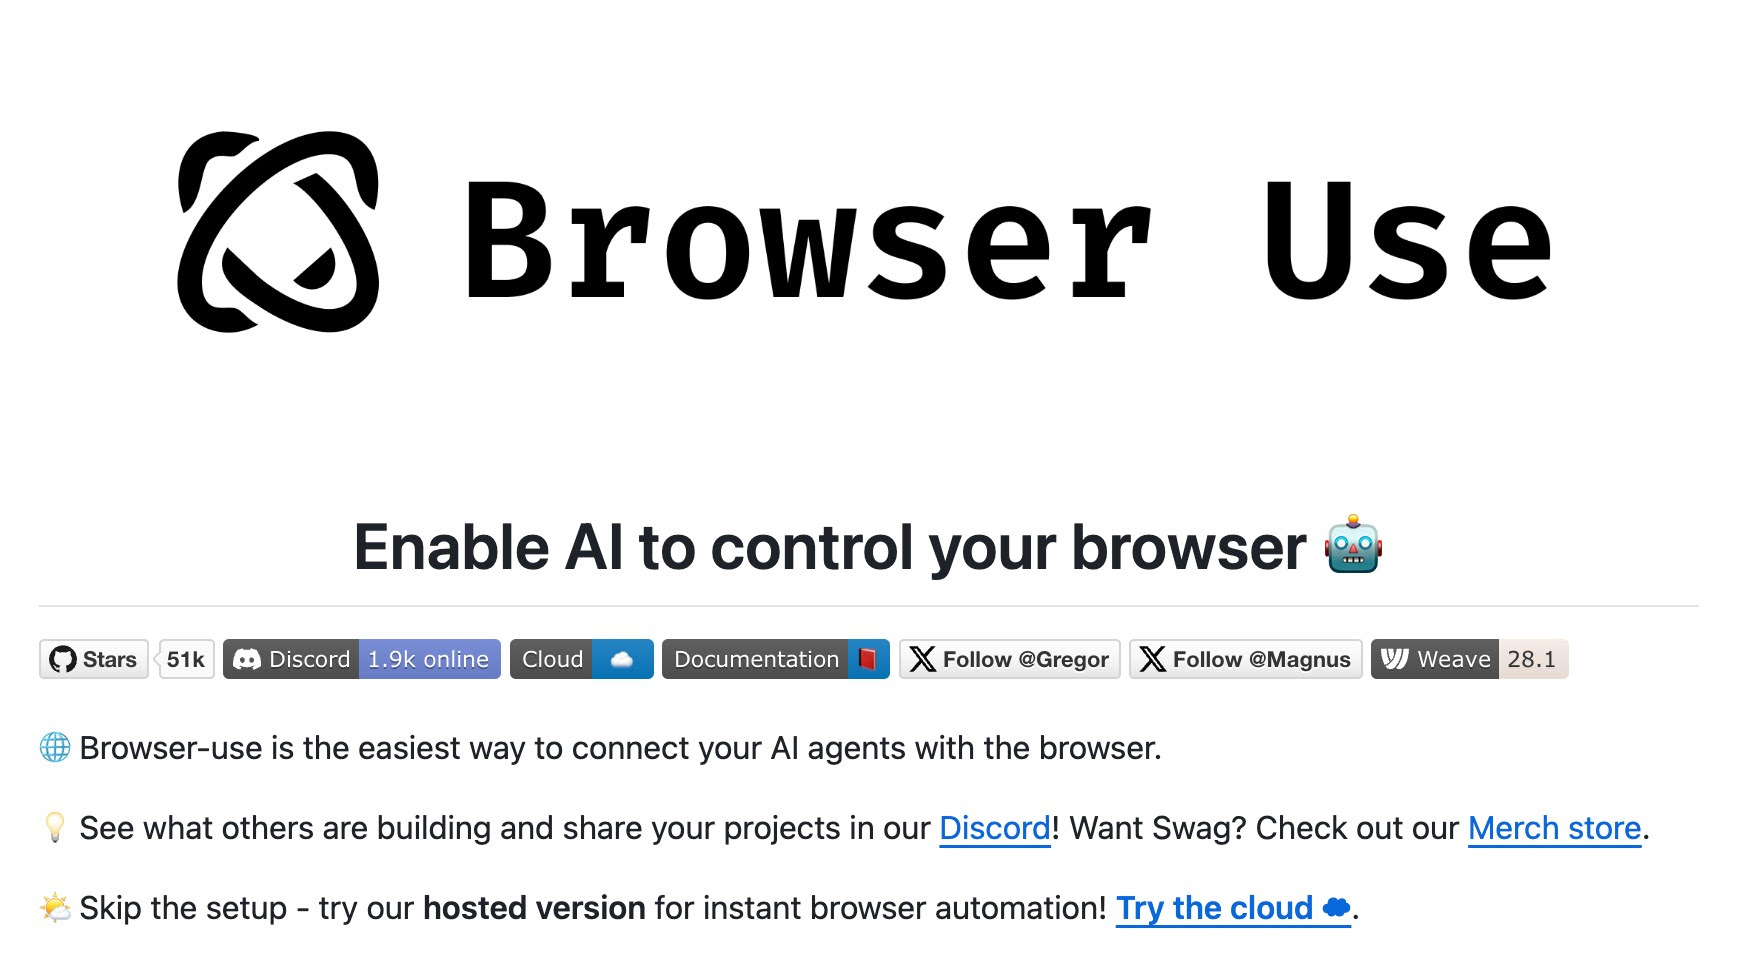 Browser Use
Enable AI to control your browser 🤖
Stars 51k Discord 1.9k online Cloud ☁️ Documentation 📕 Follow @Gregor Follow @Magnus Weave 28.1
🌐 Browser-use is the easiest way to connect your AI agents with the browser.
💡 See what others are building and share your projects in our Discord! Want Swag? Check out our Merch store.
🌤️ Skip the setup - try our hosted version for instant browser automation! Try the cloud ☁.